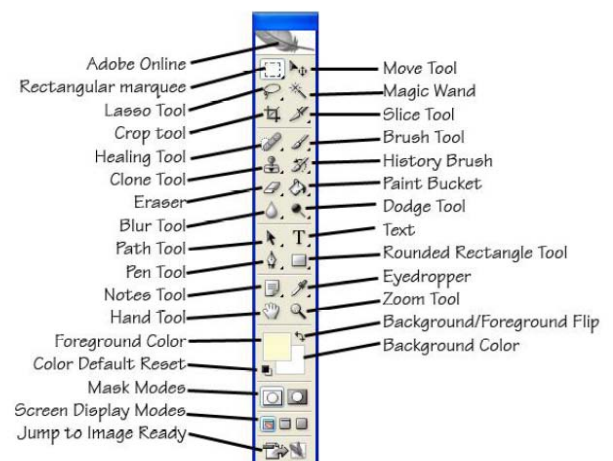 Adobe Online
Rectangular marquee
Lasso Tool
Crop tool
Healing Tool
Clone Tool
Eraser
Blur Tool
Path Tool
Pen Tool
Notes Tool
Hand Tool
Foreground Color
Color Default Reset
Mask Modes
Screen Display Modes
Jump to Image Ready
T
Move Tool
Magic Wand
Slice Tool
Brush Tool
History Brush
Paint Bucket
Dodge Tool
Text
Rounded Rectangle Tool
Eyedropper
Zoom Tool
Background/Foreground Flip
Background Color